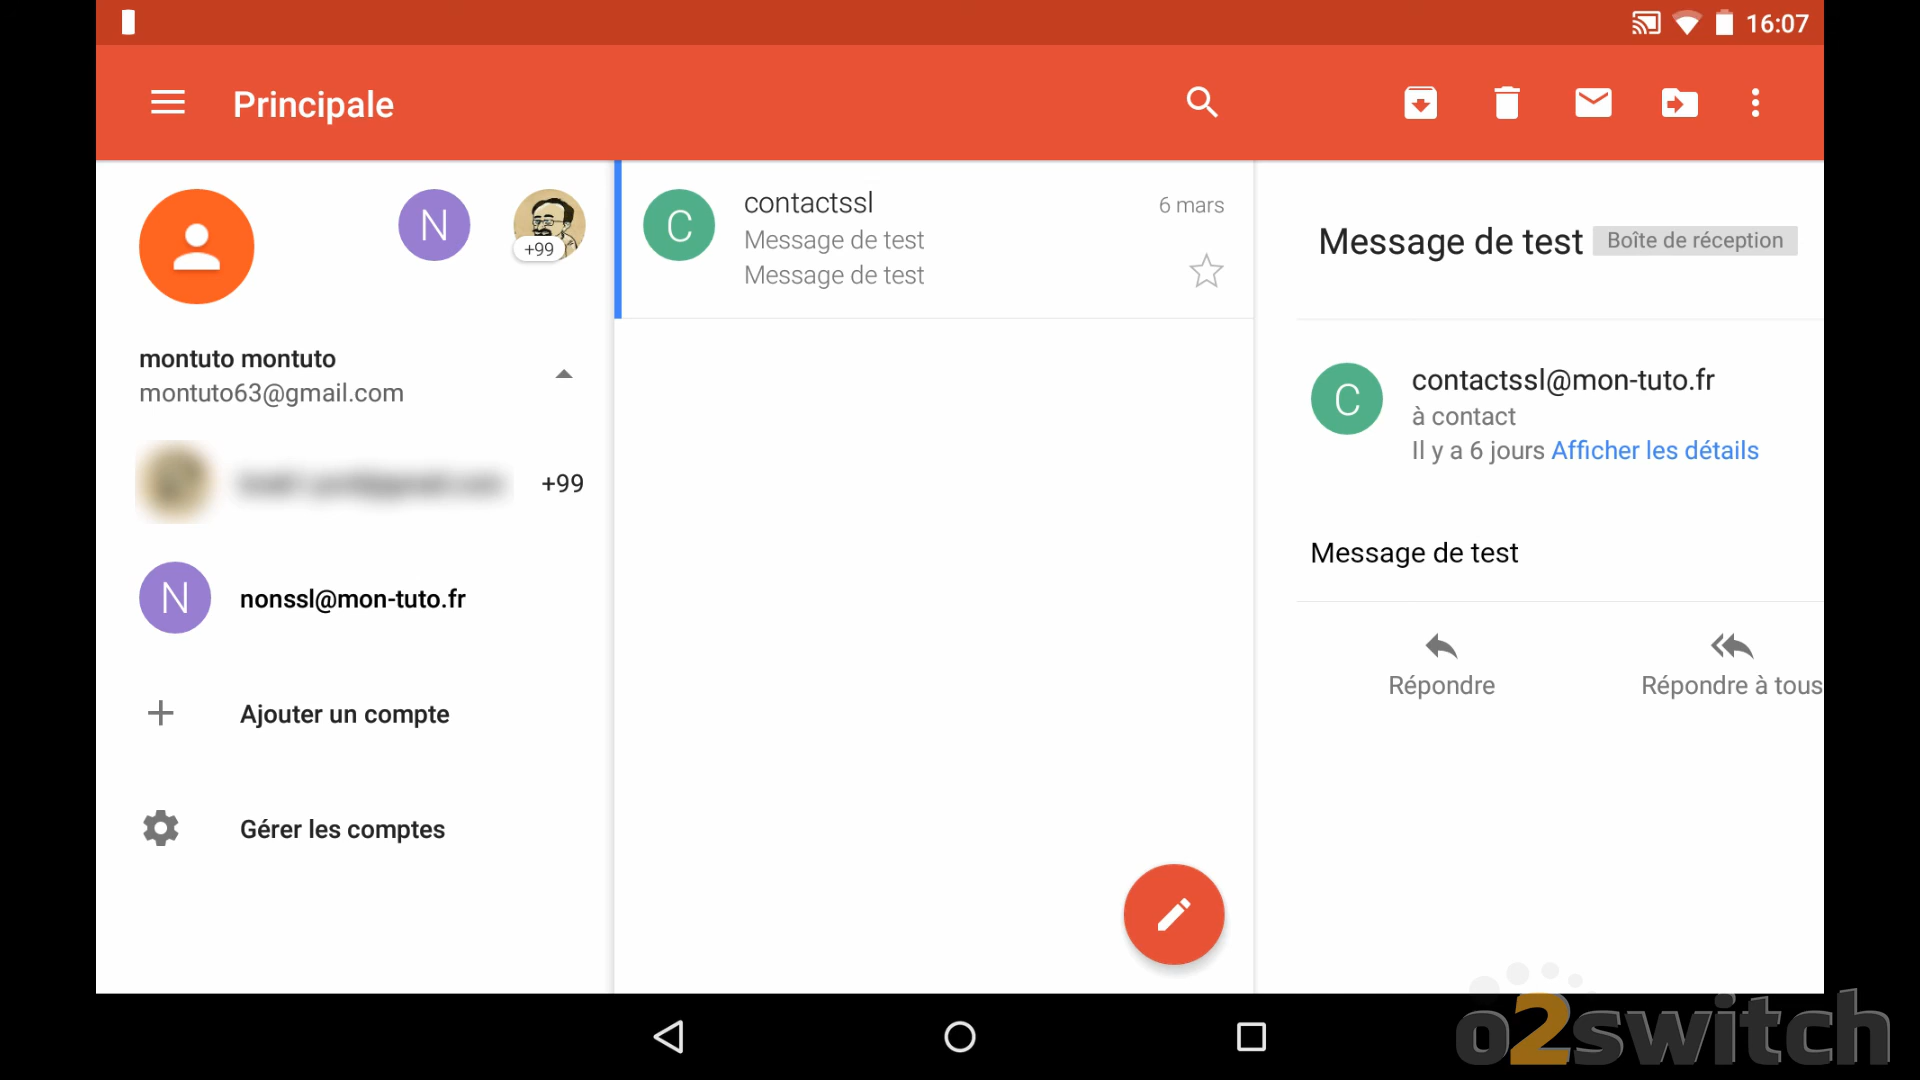 16:07
Principale
N
+99
montuto montuto
montuto63@gmail.com
+99
N
nonssl@mon-tuto.fr
Ajouter un compte
Gérer les comptes
C
contactssl
6 mars
Message de test
Message de test
Message de test
Boîte de réception
C
contactssl@mon-tuto.fr
à contact
Il y a 6 jours Afficher les détails
Message de test
Répondre
Répondre à tous
o2switch